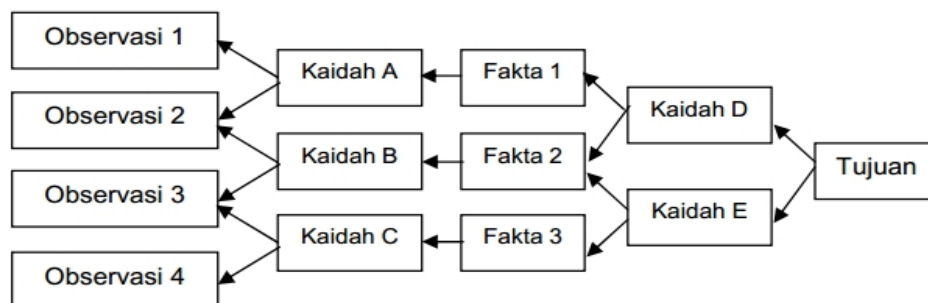 Observasi 1
Observasi 2
Observasi 3
Observasi 4
Kaidah A
Kaidah B
Kaidah C
Fakta 1
Fakta 2
Fakta 3
Kaidah D
Kaidah E
Tujuan